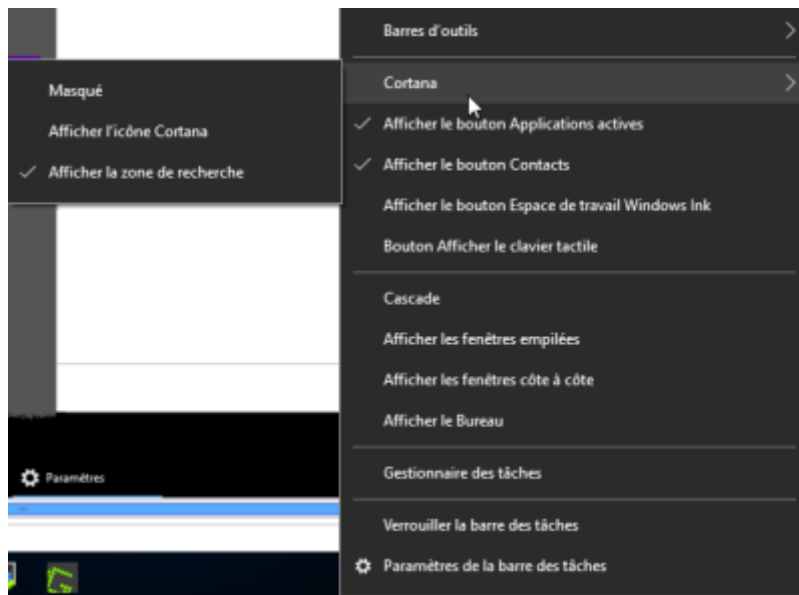 Barres d'outils
Cortana
Masqué
Afficher l'icône Cortana
Afficher la zone de recherche
Afficher le bouton Applications actives
Afficher le bouton Contacts
Afficher le bouton Espace de travail Windows Ink
Bouton Afficher le clavier tactile
Cascade
Afficher les fenêtres empilées
Afficher les fenêtres côte à côte
Afficher le Bureau
Gestionnaire des tâches
Verrouiller la barre des tâches
Paramètres de la barre des tâches
Paramètres